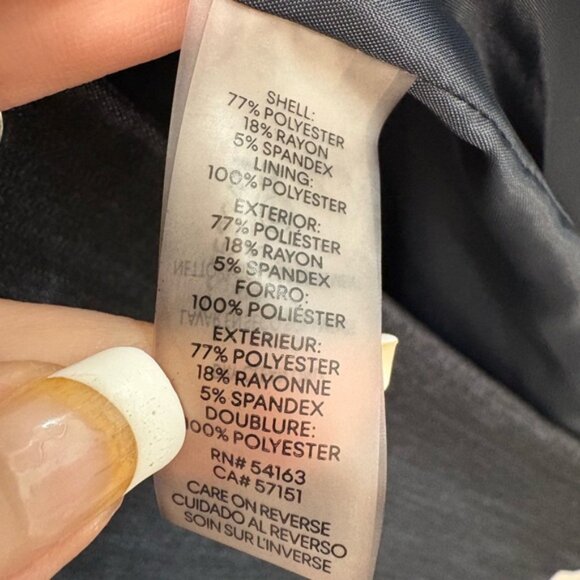 SHELL:
77% POLYESTER
18% RAYON
5% SPANDEX
LINING:
100% POLYESTER
EXTERIOR:
77% POLIÉSTER
18% RAYON
5% SPANDEX
FORRO:
100% POLIÉSTER
EXTÉRIEUR:
77% POLYESTER
18% RAYONNE
5% SPANDEX
DOUBLURE:
100% POLYESTER
RN# 54163
CA# 57151
CARE ON REVERSE
CUIDADO AL REVERSO
SOIN SUR L'INVERSE